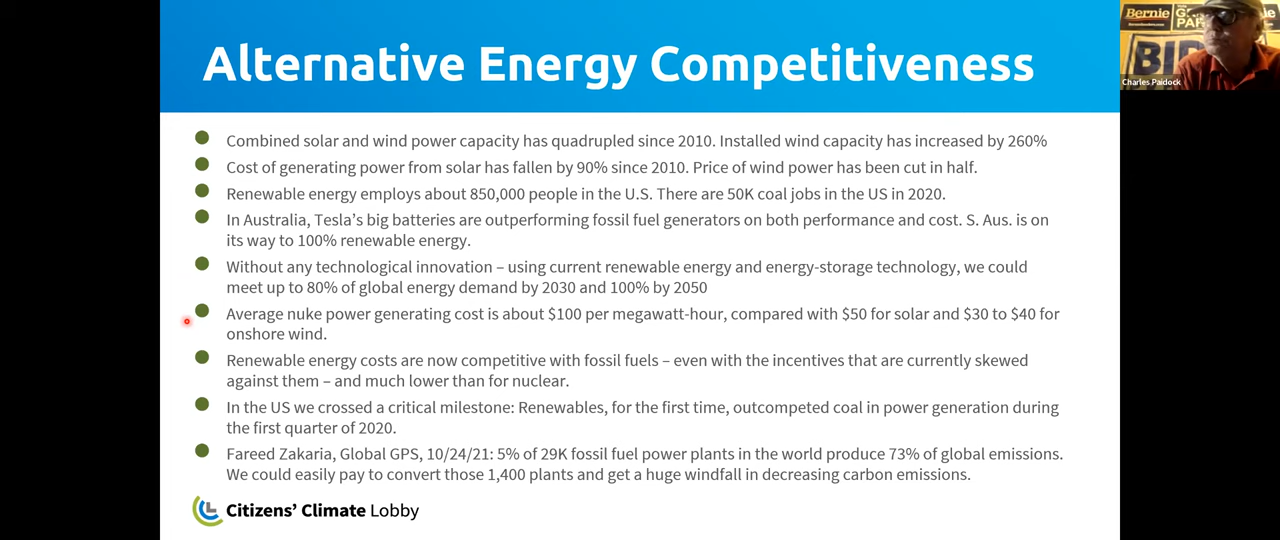 Alternative Energy Competitiveness
Combined solar and wind power capacity has quadrupled since 2010. Installed wind capacity has increased by 260%
Cost of generating power from solar has fallen by 90% since 2010. Price of wind power has been cut in half.
Renewable energy employs about 850,000 people in the U.S. There are 50K coal jobs in the US in 2020.
In Australia, Tesla’s big batteries are outperforming fossil fuel generators on both performance and cost. S. Aus. is on
its way to 100% renewable energy.
Without any technological innovation – using current renewable energy and energy-storage technology, we could
meet up to 80% of global energy demand by 2030 and 100% by 2050
Average nuke power generating cost is about $100 per megawatt-hour, compared with $50 for solar and $30 to $40 for
onshore wind.
Renewable energy costs are now competitive with fossil fuels – even with the incentives that are currently skewed
against them – and much lower than for nuclear.
In the US we crossed a critical milestone: Renewables, for the first time, outcompeted coal in power generation during
the first quarter of 2020.
Fareed Zakaria, Global GPS, 10/24/21: 5% of 29K fossil fuel power plants in the world produce 73% of global emissions.
We could easily pay to convert those 1,400 plants and get a huge windfall in decreasing carbon emissions.
Citizens’ Climate Lobby
Bernie
Charles Paidock